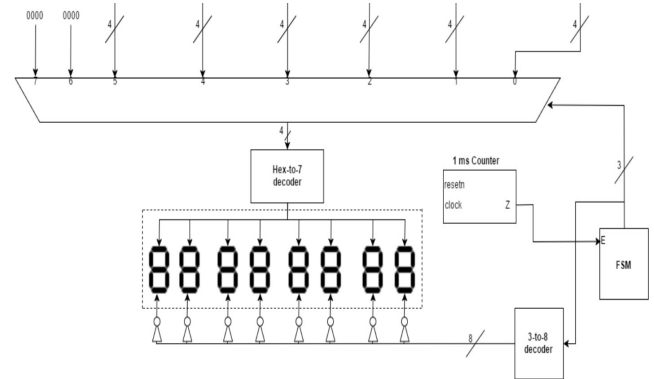 0000 0000 4 4 4 4 4 4
7 6 5 4 3 2 1 0
4
Hex-to-7
decoder
1 ms Counter
resetn
clock Z
3
E
FSM
8
3-to-8
decoder